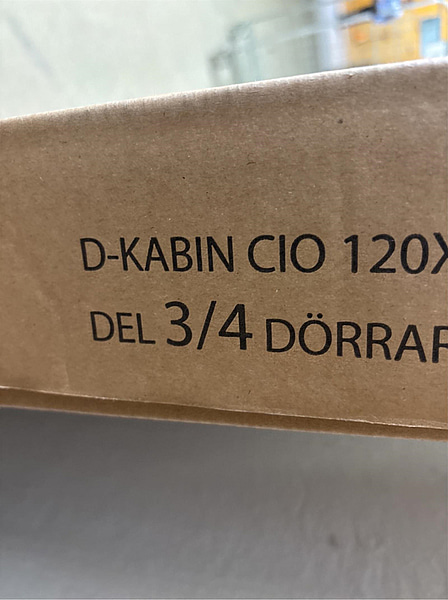 D-KABIN CIO 120X
DEL 3/4 DÖRRAR